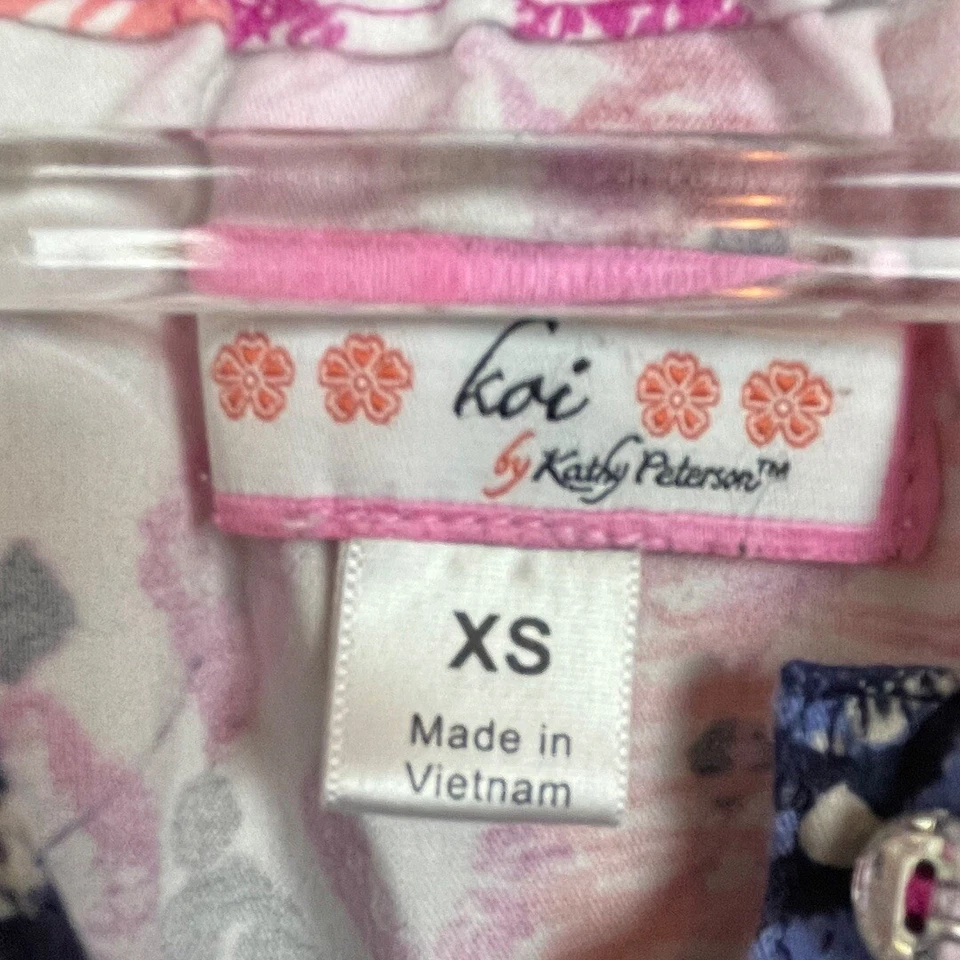 koi
by Kathy Peterson™
XS
Made in
Vietnam